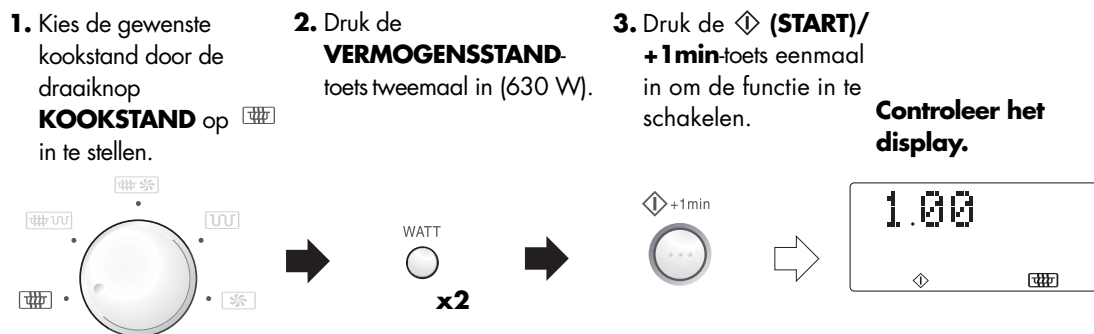 1. Kies de gewenste
kookstand door de
draaiknop
KOOKSTAND op
in te stellen.
2. Druk de
VERMOGENSSTAND-
toets tweemaal in (630 W).
3. Druk de (START)/
+1min-toets eenmaal
in om de functie in te
schakelen.
Controleer het
display.
WATT
x2
+1min
1.00